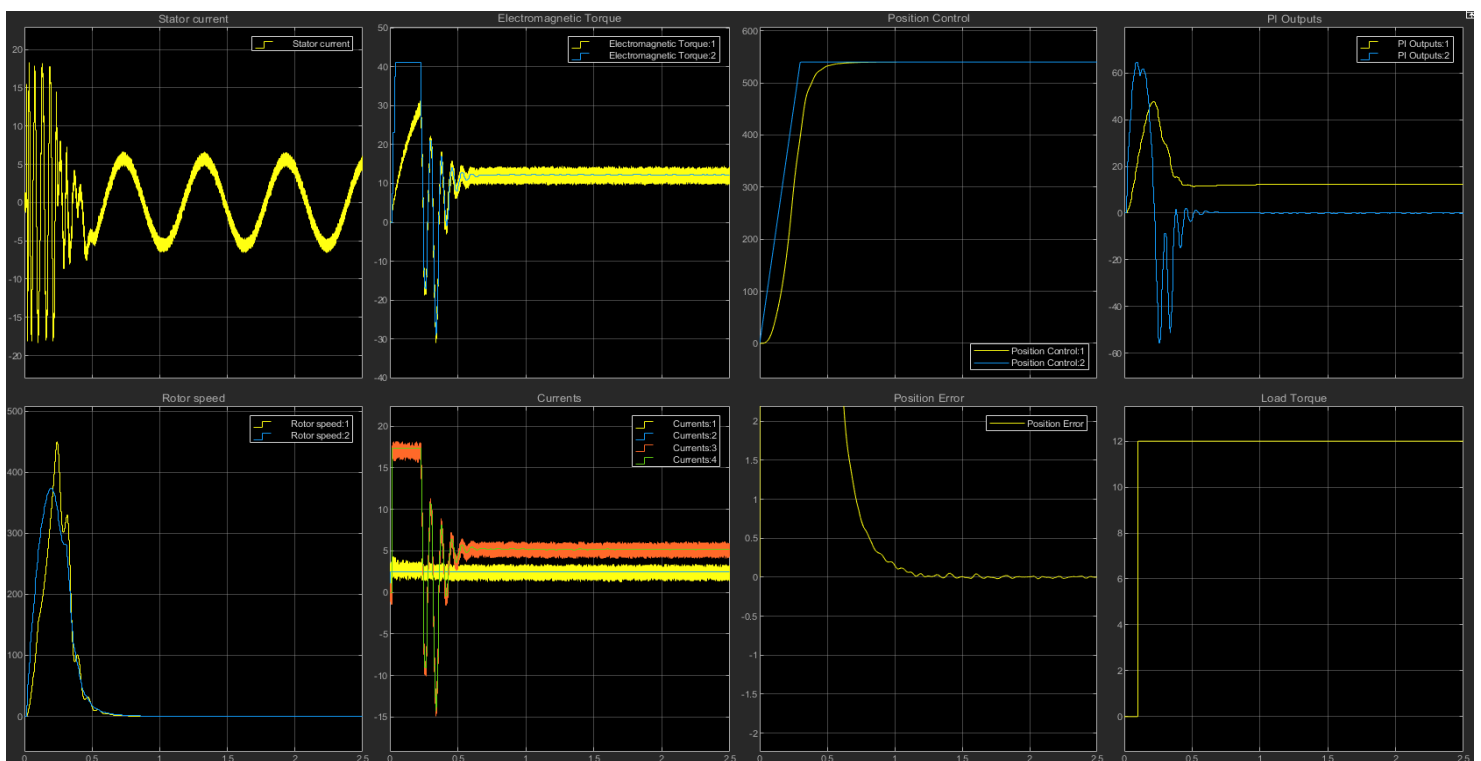 Stator current
Stator current
20
15
10
5
0
-5
-10
-15
-20
Electromagnetic Torque
Electromagnetic Torque:1
Electromagnetic Torque:2
50
40
30
20
10
0
-10
-20
-30
-40
Position Control
600
500
400
300
200
100
0
Position Control:1
Position Control:2
PI Outputs
PI Outputs:1
PI Outputs:2
60
40
20
0
-20
-40
-60
Rotor speed
Rotor speed:1
Rotor speed:2
500
400
300
200
100
0
0 0.5 1 1.5 2 2.5
Currents
Currents:1
Currents:2
Currents:3
Currents:4
20
15
10
5
0
-5
-10
-15
0 0.5 1 1.5 2 2.5
Position Error
Position Error
2
1.5
1
0.5
0
-0.5
-1
-1.5
-2
0 0.5 1 1.5 2 2.5
Load Torque
12
10
8
6
4
2
0
0 0.5 1 1.5 2 2.5